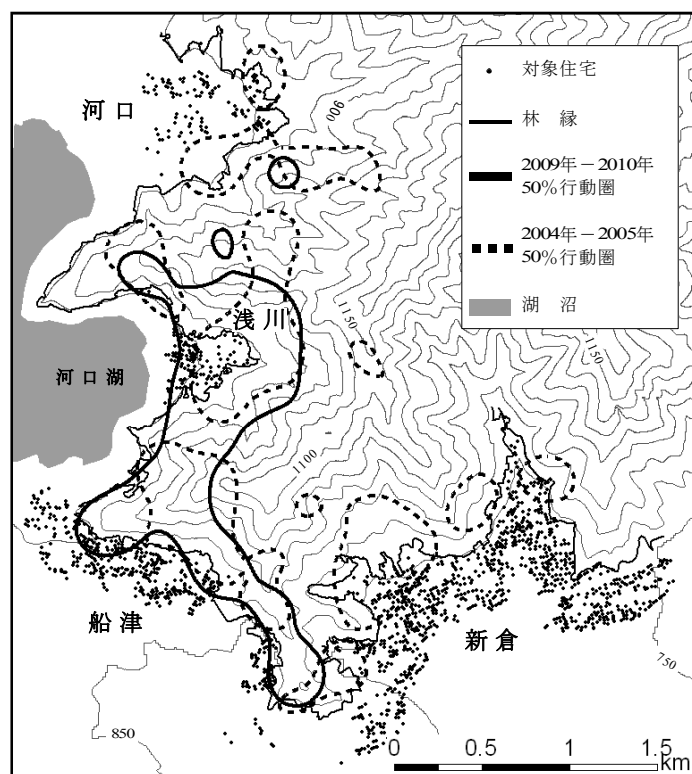 対象住宅
林 縁
2009年－2010年
50%行動圏
2004年－2005年
50%行動圏
湖沼
河口
900
浅川
1150
1150
河口湖
1100
船津
新倉
750
850
0 0.5 1 1.5
km